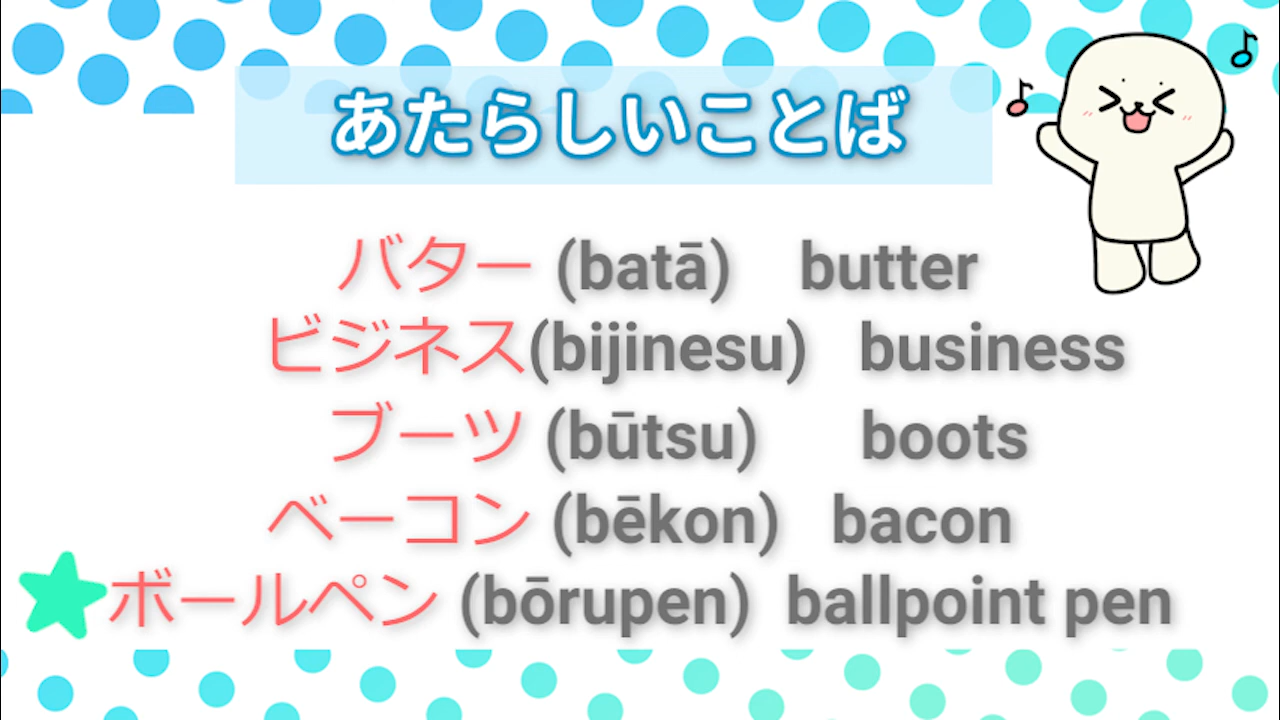 あたらしいことば
バター (batā) butter
ビジネス(bijinesu) business
ブーツ (būtsu) boots
ベーコン (bēkon) bacon
ボールペン (bōrupen) ballpoint pen